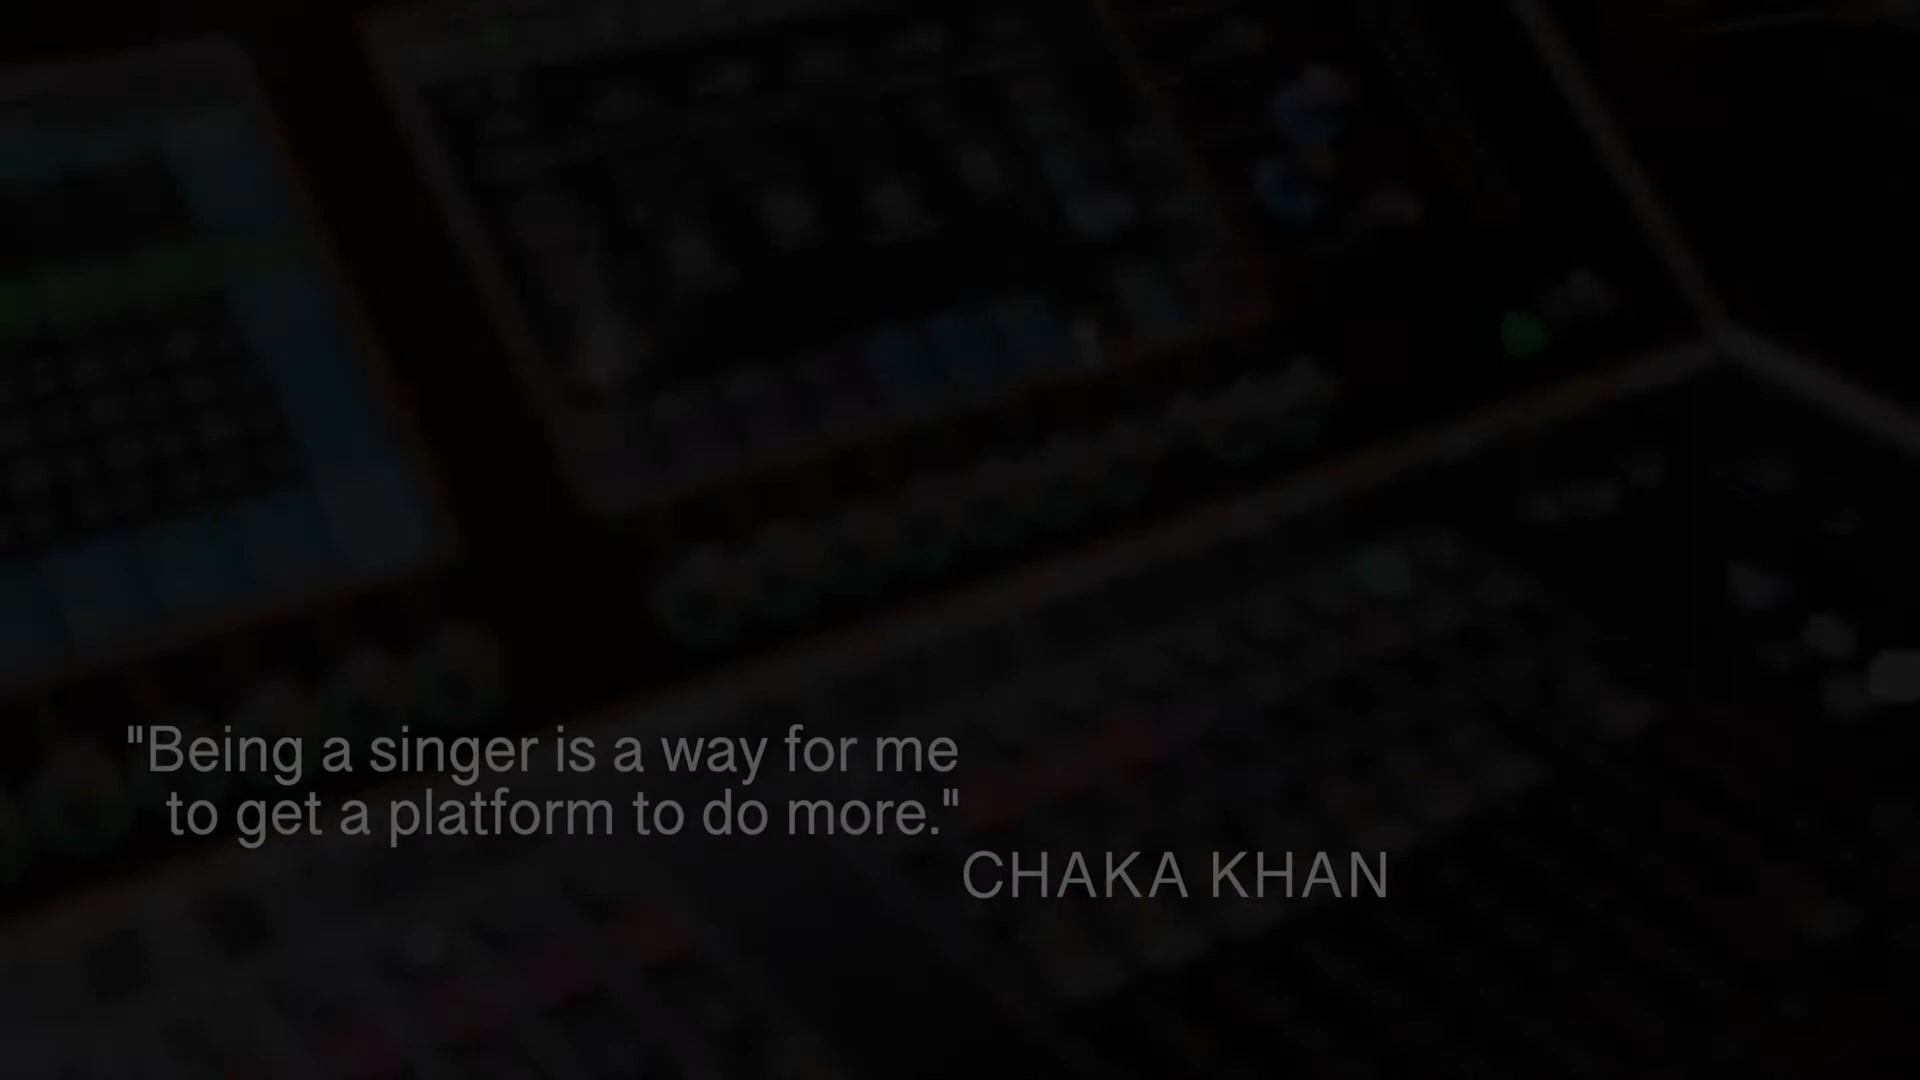 "Being a singer is a way for me
to get a platform to do more."
CHAKA KHAN